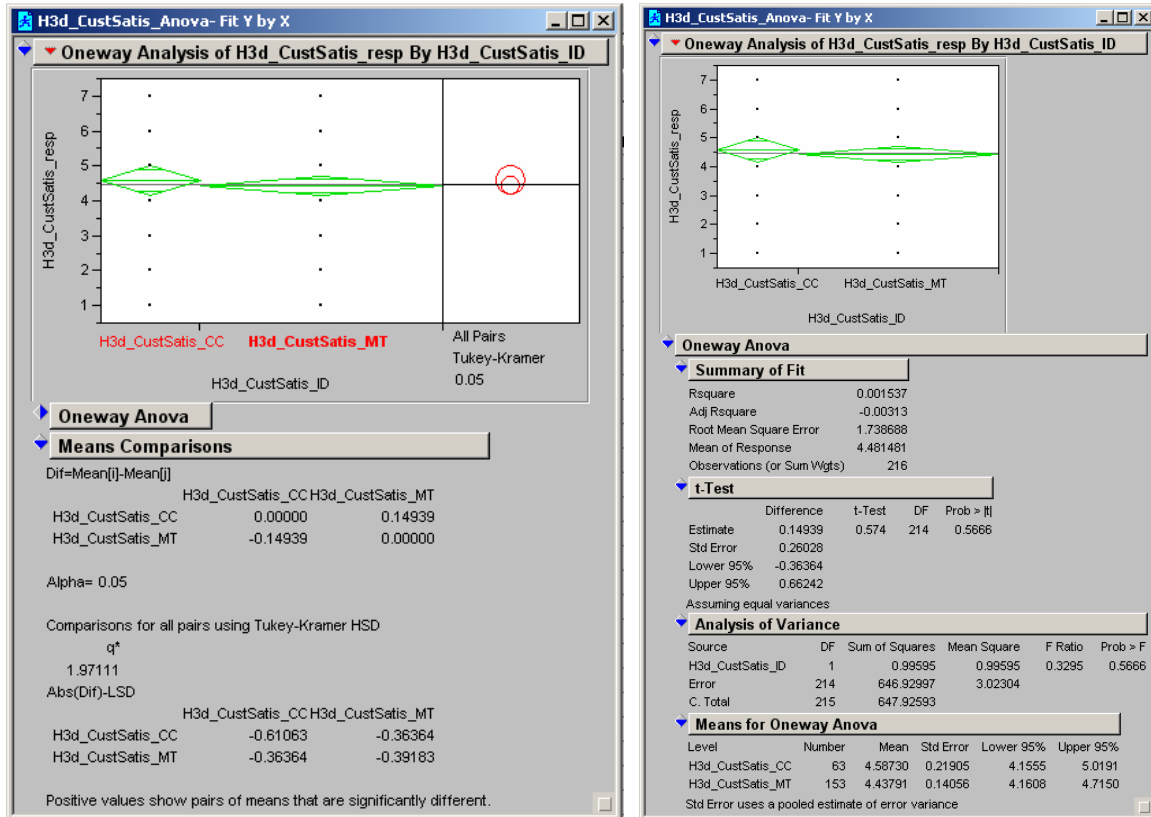 H3d_CustSatis_Anova- Fit Y by X
Oneway Analysis of H3d_CustSatis_resp By H3d_CustSatis_ID
H3d_CustSatis_resp
7
6
5
4
3
2
1
H3d_CustSatis_CC H3d_CustSatis_MT
All Pairs
Tukey-Kramer
0.05
H3d_CustSatis_ID
Oneway Anova
Means Comparisons
Dif=Mean[i]-Mean[j]
H3d_CustSatis_CC H3d_CustSatis_MT
H3d_CustSatis_CC 0.00000 0.14939
H3d_CustSatis_MT -0.14939 0.00000
Alpha= 0.05
Comparisons for all pairs using Tukey-Kramer HSD
q*
1.97111
Abs(Dif)-LSD
H3d_CustSatis_CC H3d_CustSatis_MT
H3d_CustSatis_CC -0.61063 -0.36364
H3d_CustSatis_MT -0.36364 -0.39183
Positive values show pairs of means that are significantly different.
H3d_CustSatis_Anova- Fit Y by X
Oneway Analysis of H3d_CustSatis_resp By H3d_CustSatis_ID
H3d_CustSatis_resp
7
6
5
4
3
2
1
H3d_CustSatis_CC H3d_CustSatis_MT
H3d_CustSatis_ID
Oneway Anova
Summary of Fit
Rsquare 0.001537
Adj Rsquare -0.00313
Root Mean Square Error 1.738688
Mean of Response 4.481481
Observations (or Sum Wgts) 216
t-Test
Difference t-Test DF Prob > |t|
Estimate 0.14939 0.574 214 0.5666
Std Error 0.26028
Lower 95% -0.36364
Upper 95% 0.66242
Assuming equal variances
Analysis of Variance
Source DF Sum of Squares Mean Square F Ratio Prob > F
H3d_CustSatis_ID 1 0.99595 0.99595 0.3295 0.5666
Error 214 646.92997 3.02304
C. Total 215 647.92593
Means for Oneway Anova
Level Number Mean Std Error Lower 95% Upper 95%
H3d_CustSatis_CC 63 4.58730 0.21905 4.1555 5.0191
H3d_CustSatis_MT 153 4.43791 0.14056 4.1608 4.7150
Std Error uses a pooled estimate of error variance